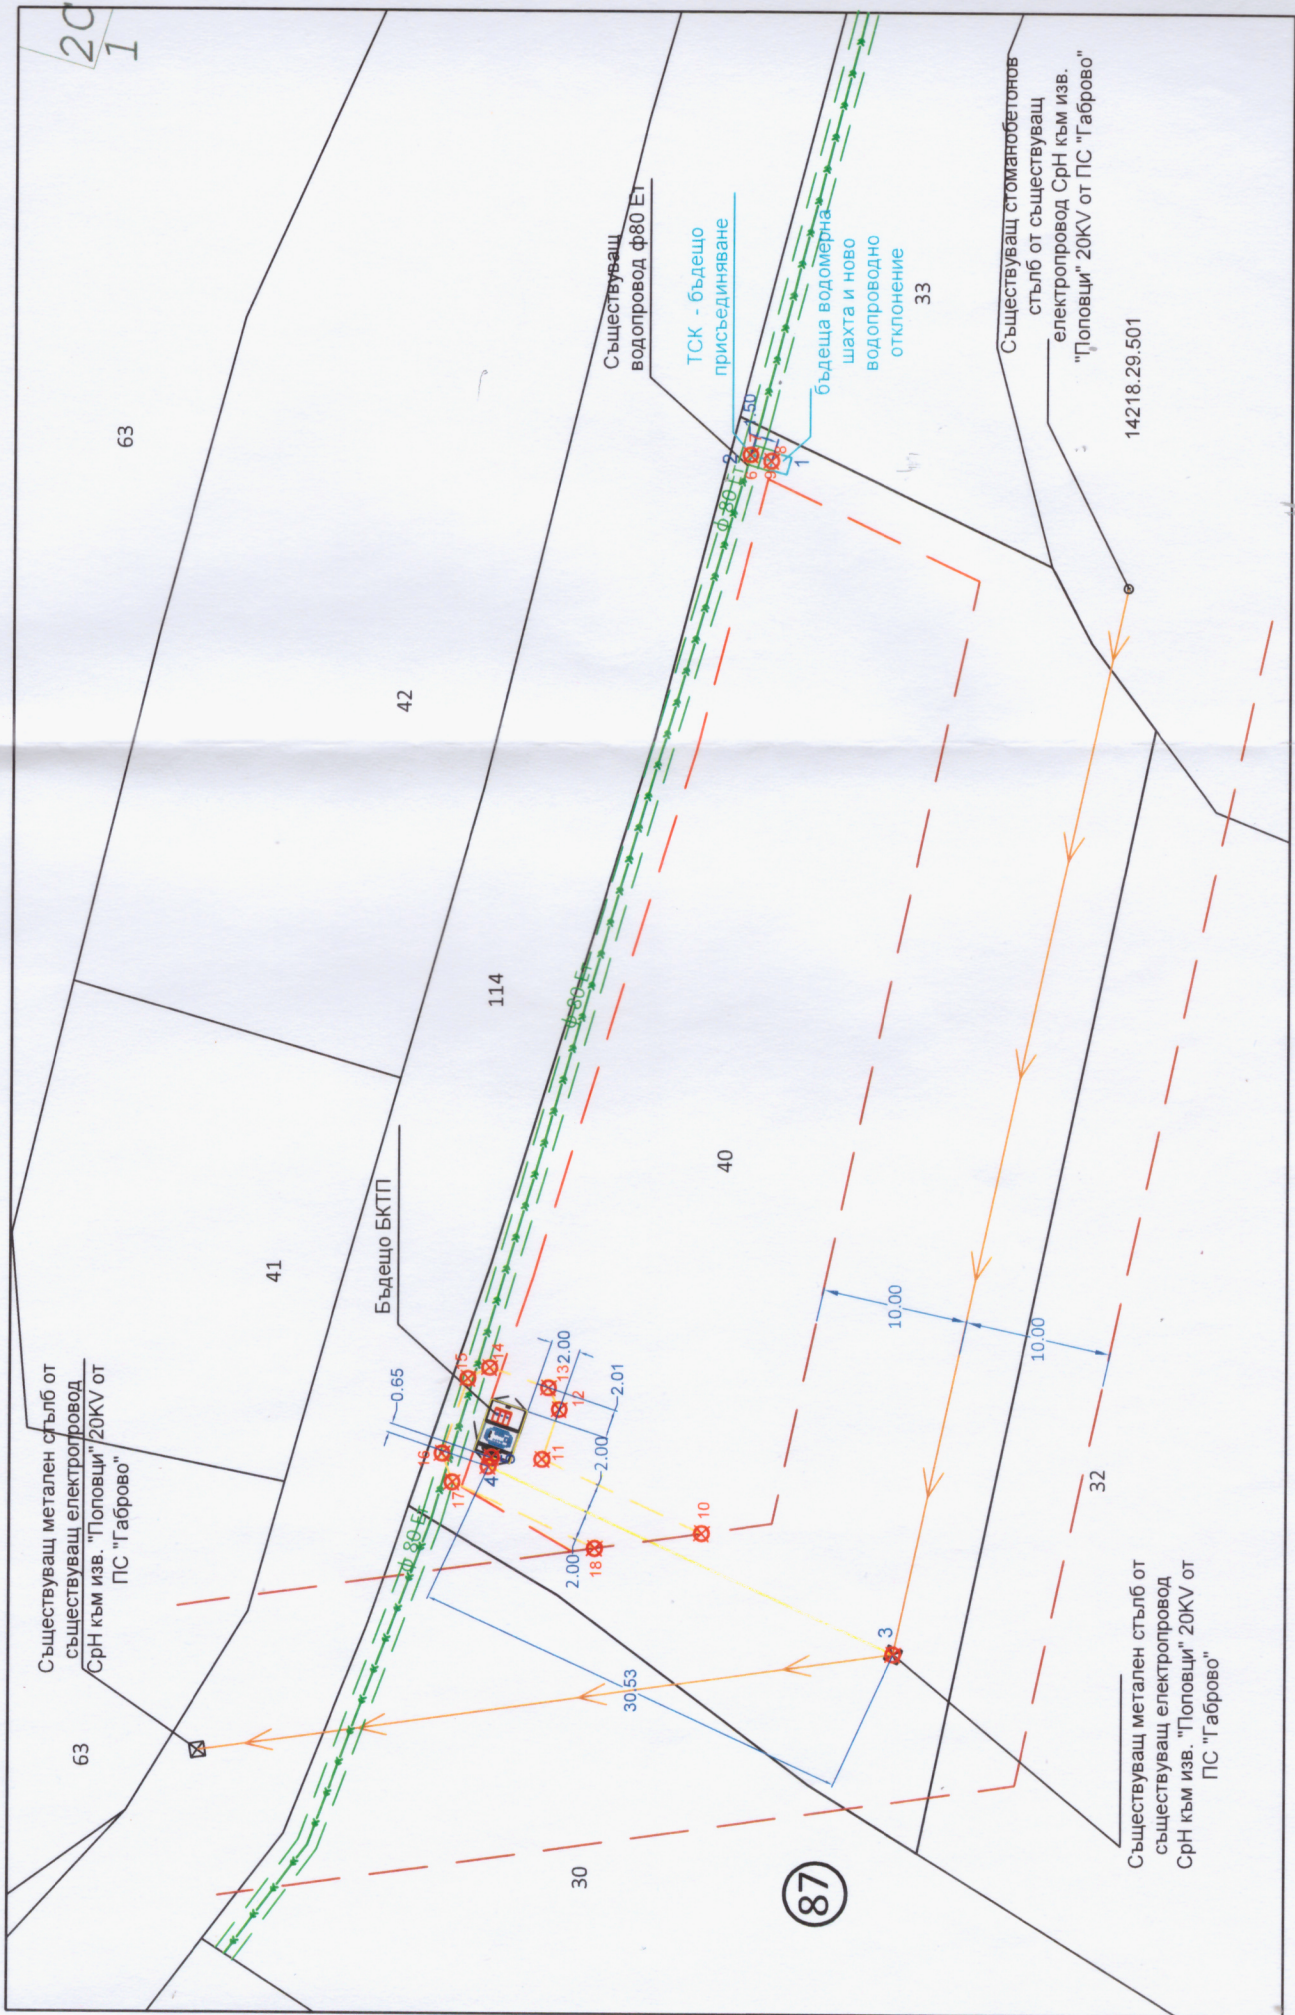 2С
1
63
42
114
41
Съществуващ
водопровод ф80 Ет
ТСК - бъдещо
присъединяване
бъдеща водомерна
шахта и ново
водопроводно
отклонение
33
Съществуващ стоманобетонов
стълб от съществуващ
електропровод СрН към изв.
"Поповци" 20KV от ПС "Габрово"
14218.29.501
2
6
7
.50
9
8
1
ф 80 Ет
ф 80 Ет
ф 80 Ет
40
Бъдещо БКТП
Съществуващ метален стълб от
съществуващ електропровод
СрН към изв. "Поповци" 20KV от
ПС "Габрово"
63
0.65
15
14
16
17
4
13
12
11
10
18
2.00
2.01
2.00
2.00
10.00
10.00
30.53
3
32
30
87
Съществуващ метален стълб от
съществуващ електропровод
СрН към изв. "Поповци" 20KV от
ПС "Габрово"